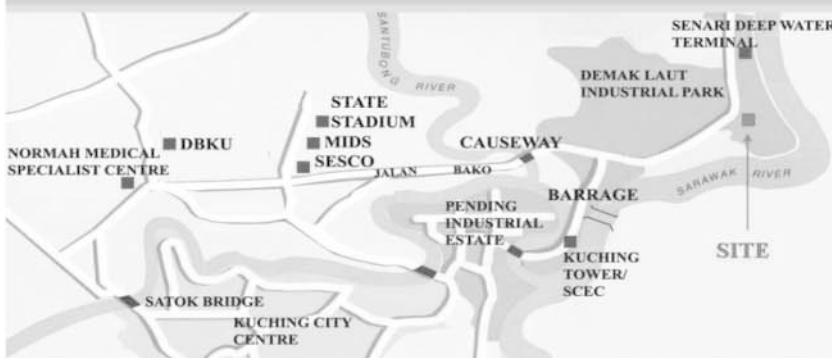 SENARI DEEP WATER
TERMINAL
SANTUBONG
RIVER
DEMAK LAUT
INDUSTRIAL PARK
STATE
STADIUM
DBKU
MIDS
CAUSEWAY
NORMAH MEDICAL
SPECIALIST CENTRE
SESCO
JALAN BAKO
SARAWAK RIVER
BARRAGE
PENDING
INDUSTRIAL
ESTATE
SITE
KUCHING
TOWER/
SCEC
SATOK BRIDGE
KUCHING CITY
CENTRE